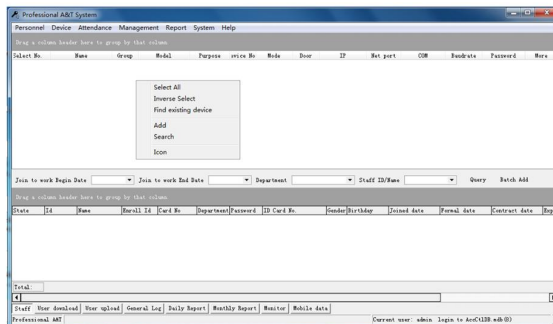 Professional A&T System
Personnel Device Attendance Management Report System Help
Drag a column header here to group by that column
Select No. Name Group Model Purpose evice No Mode Door IP Net port COM Baudrate Password More
Select All
Inverse Select
Find existing device
Add
Search
Icon
Join to work Begin Date Join to work End Date Department Staff ID/Name Query Batch Add
Drag a column header here to group by that column
State Id Name Enroll Id Card No Department Password ID Card No. Gender Birthday Joined date Formal date Contract date Exp
Total:
Staff User download User upload General Log Daily Report Monthly Report Monitor Mobile data
Professional A&T Current user: admin login to AccCtlDB.mdb(8)